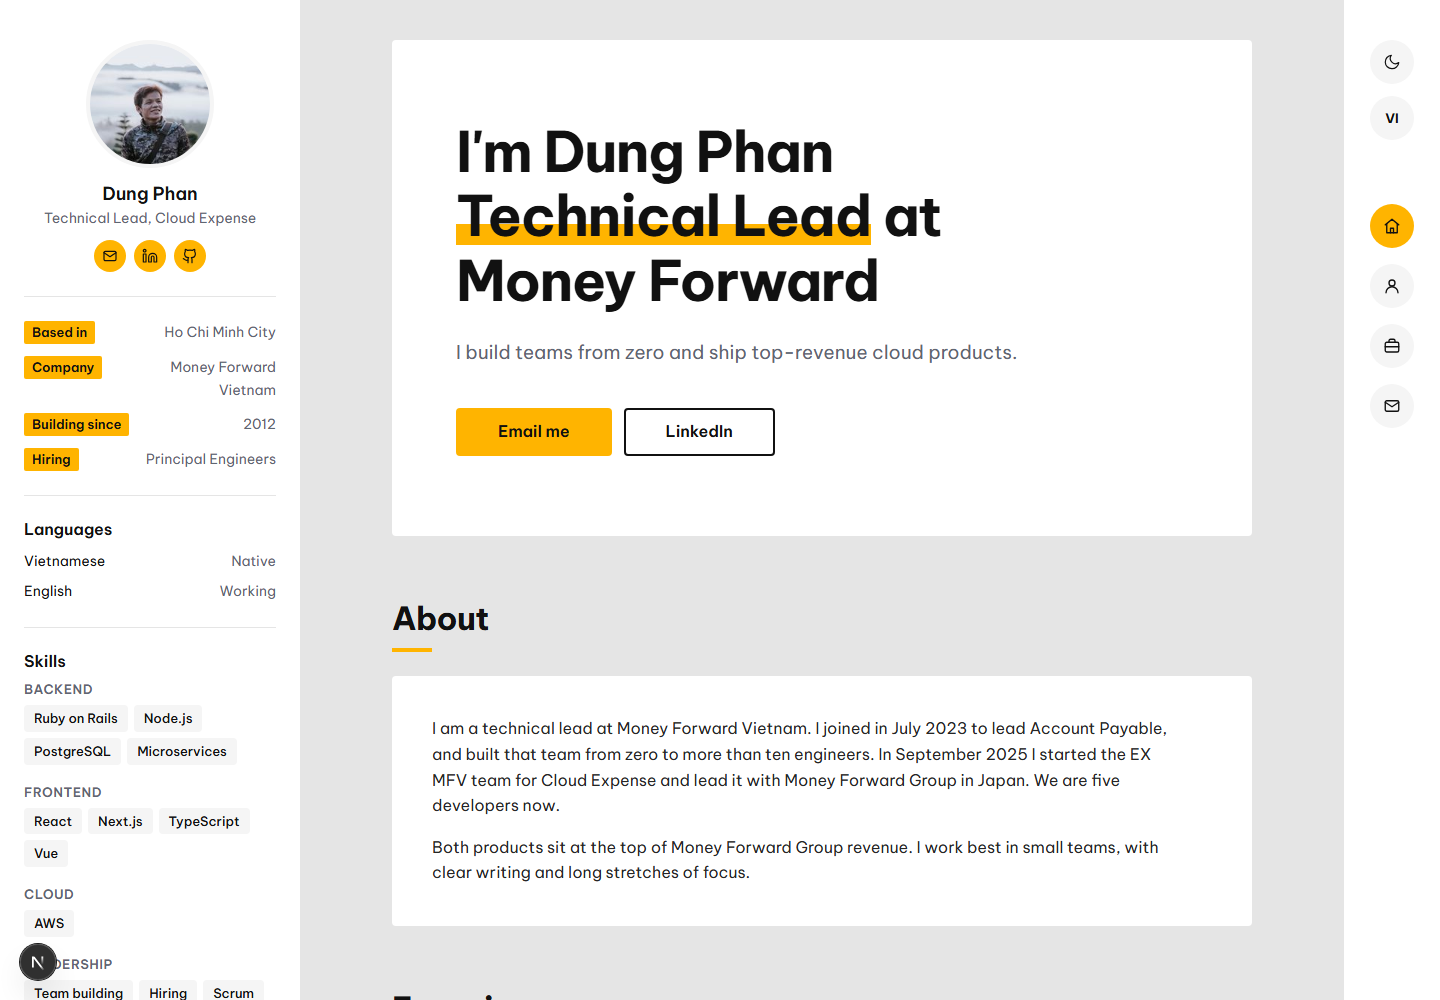 Dung Phan
Technical Lead, Cloud Expense
Based in Ho Chi Minh City
Company Money Forward
Vietnam
Building since 2012
Hiring Principal Engineers
Languages
Vietnamese Native
English Working
Skills
BACKEND
Ruby on Rails Node.js
PostgreSQL Microservices
FRONTEND
React Next.js TypeScript
Vue
CLOUD
AWS
DERSHIP
Team building Hiring Scrum
I'm Dung Phan
Technical Lead at
Money Forward
I build teams from zero and ship top-revenue cloud products.
Email me LinkedIn
About
I am a technical lead at Money Forward Vietnam. I joined in July 2023 to lead Account Payable,
and built that team from zero to more than ten engineers. In September 2025 I started the EX
MFV team for Cloud Expense and lead it with Money Forward Group in Japan. We are five
developers now.
Both products sit at the top of Money Forward Group revenue. I work best in small teams, with
clear writing and long stretches of focus.
VI